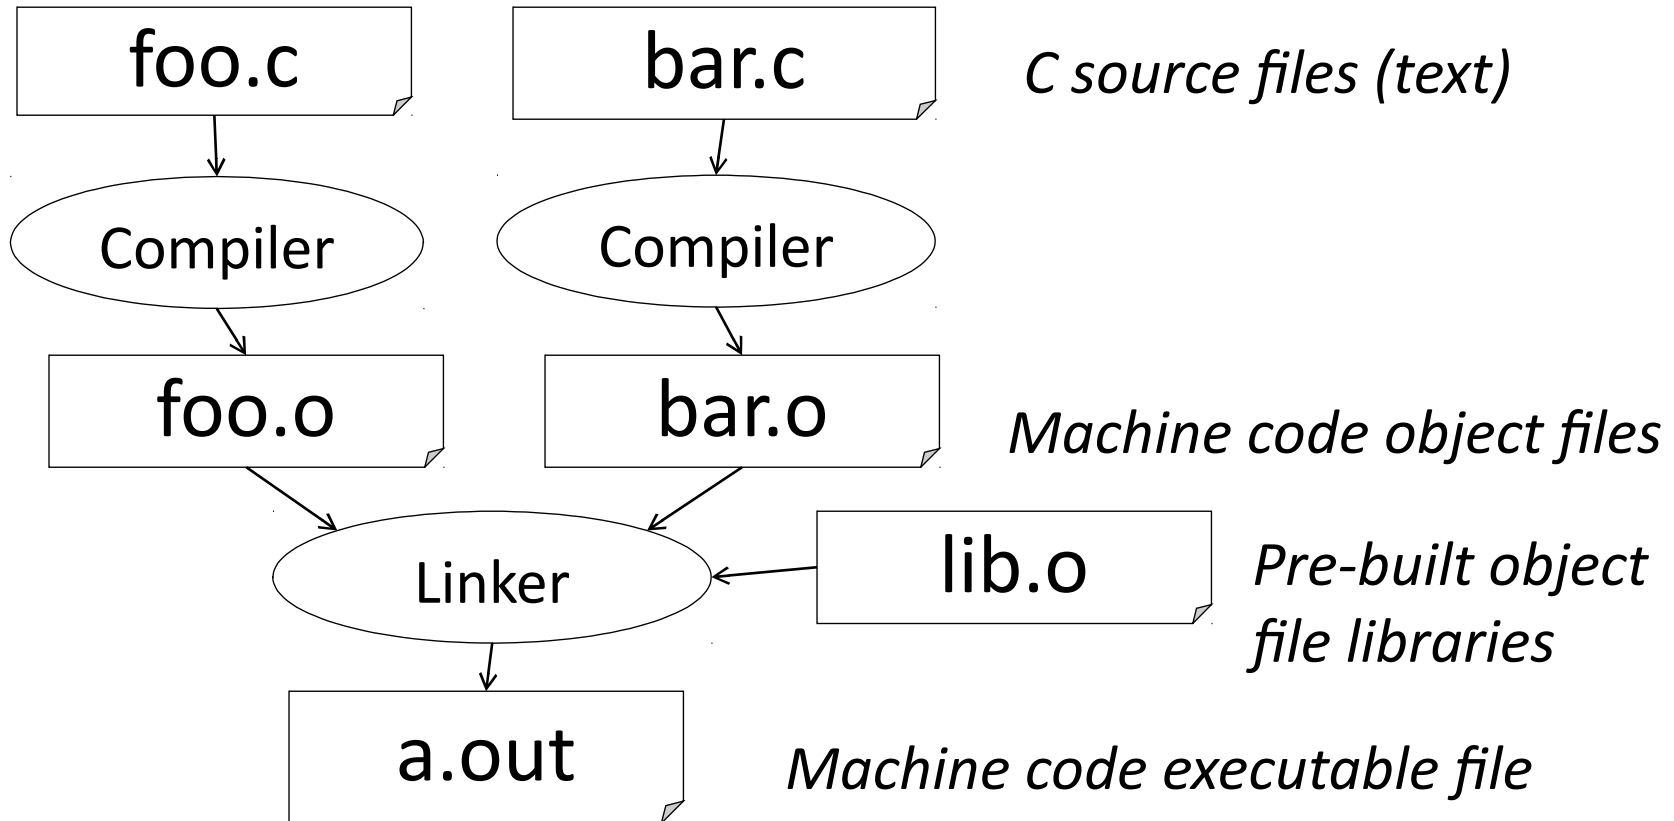 foo.c
bar.c
C source files (text)
Compiler
Compiler
foo.o
bar.o
Machine code object files
Linker
lib.o
Pre-built object
file libraries
a.out
Machine code executable file